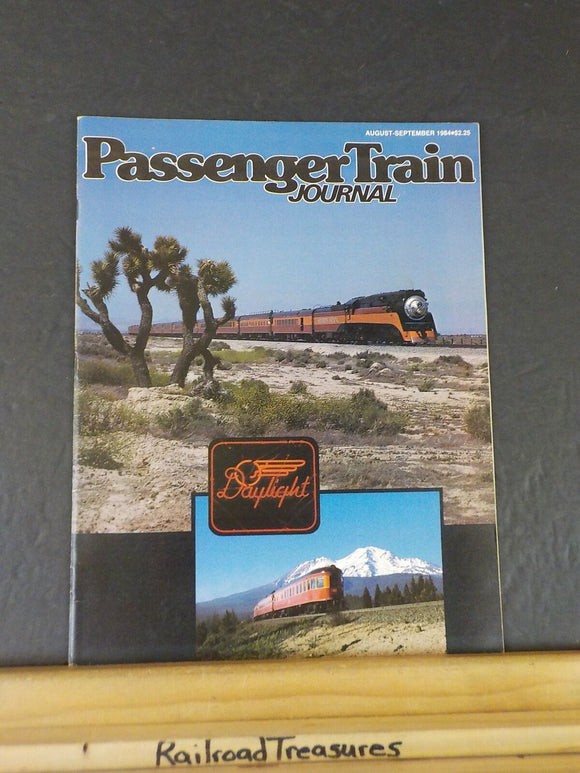 AUGUST-SEPTEMBER 1984•$2.25
Passenger Train
JOURNAL
Daylight
RailroadTreasures